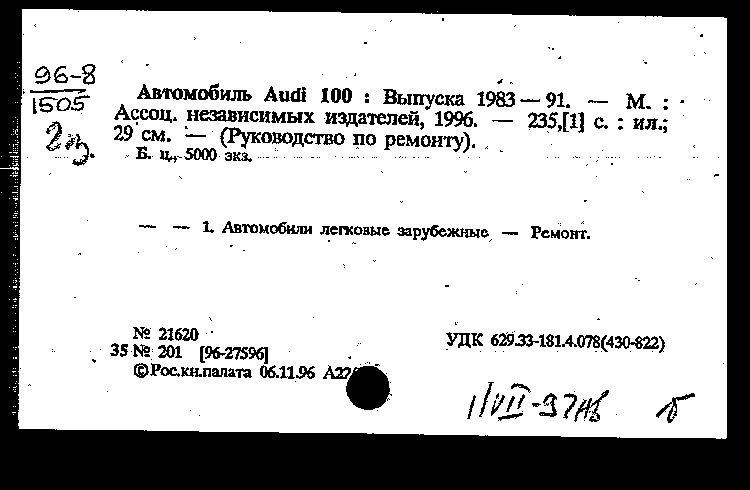 96-8
1505
2 экз.
Автомобиль Audi 100 : Выпуска 1983 — 91. — М. :
Ассоц. независимых издателей, 1996. — 235,[1] с. : ил.;
29 см. — (Руководство по ремонту).
Б. ц., 5000 экз.
— — 1. Автомобили легковые зарубежные — Ремонт.
№ 21620
35 № 201 [96-27596]
УДК 629.33-181.4.078(430-822)
©Рос.кн.палата 06.11.96